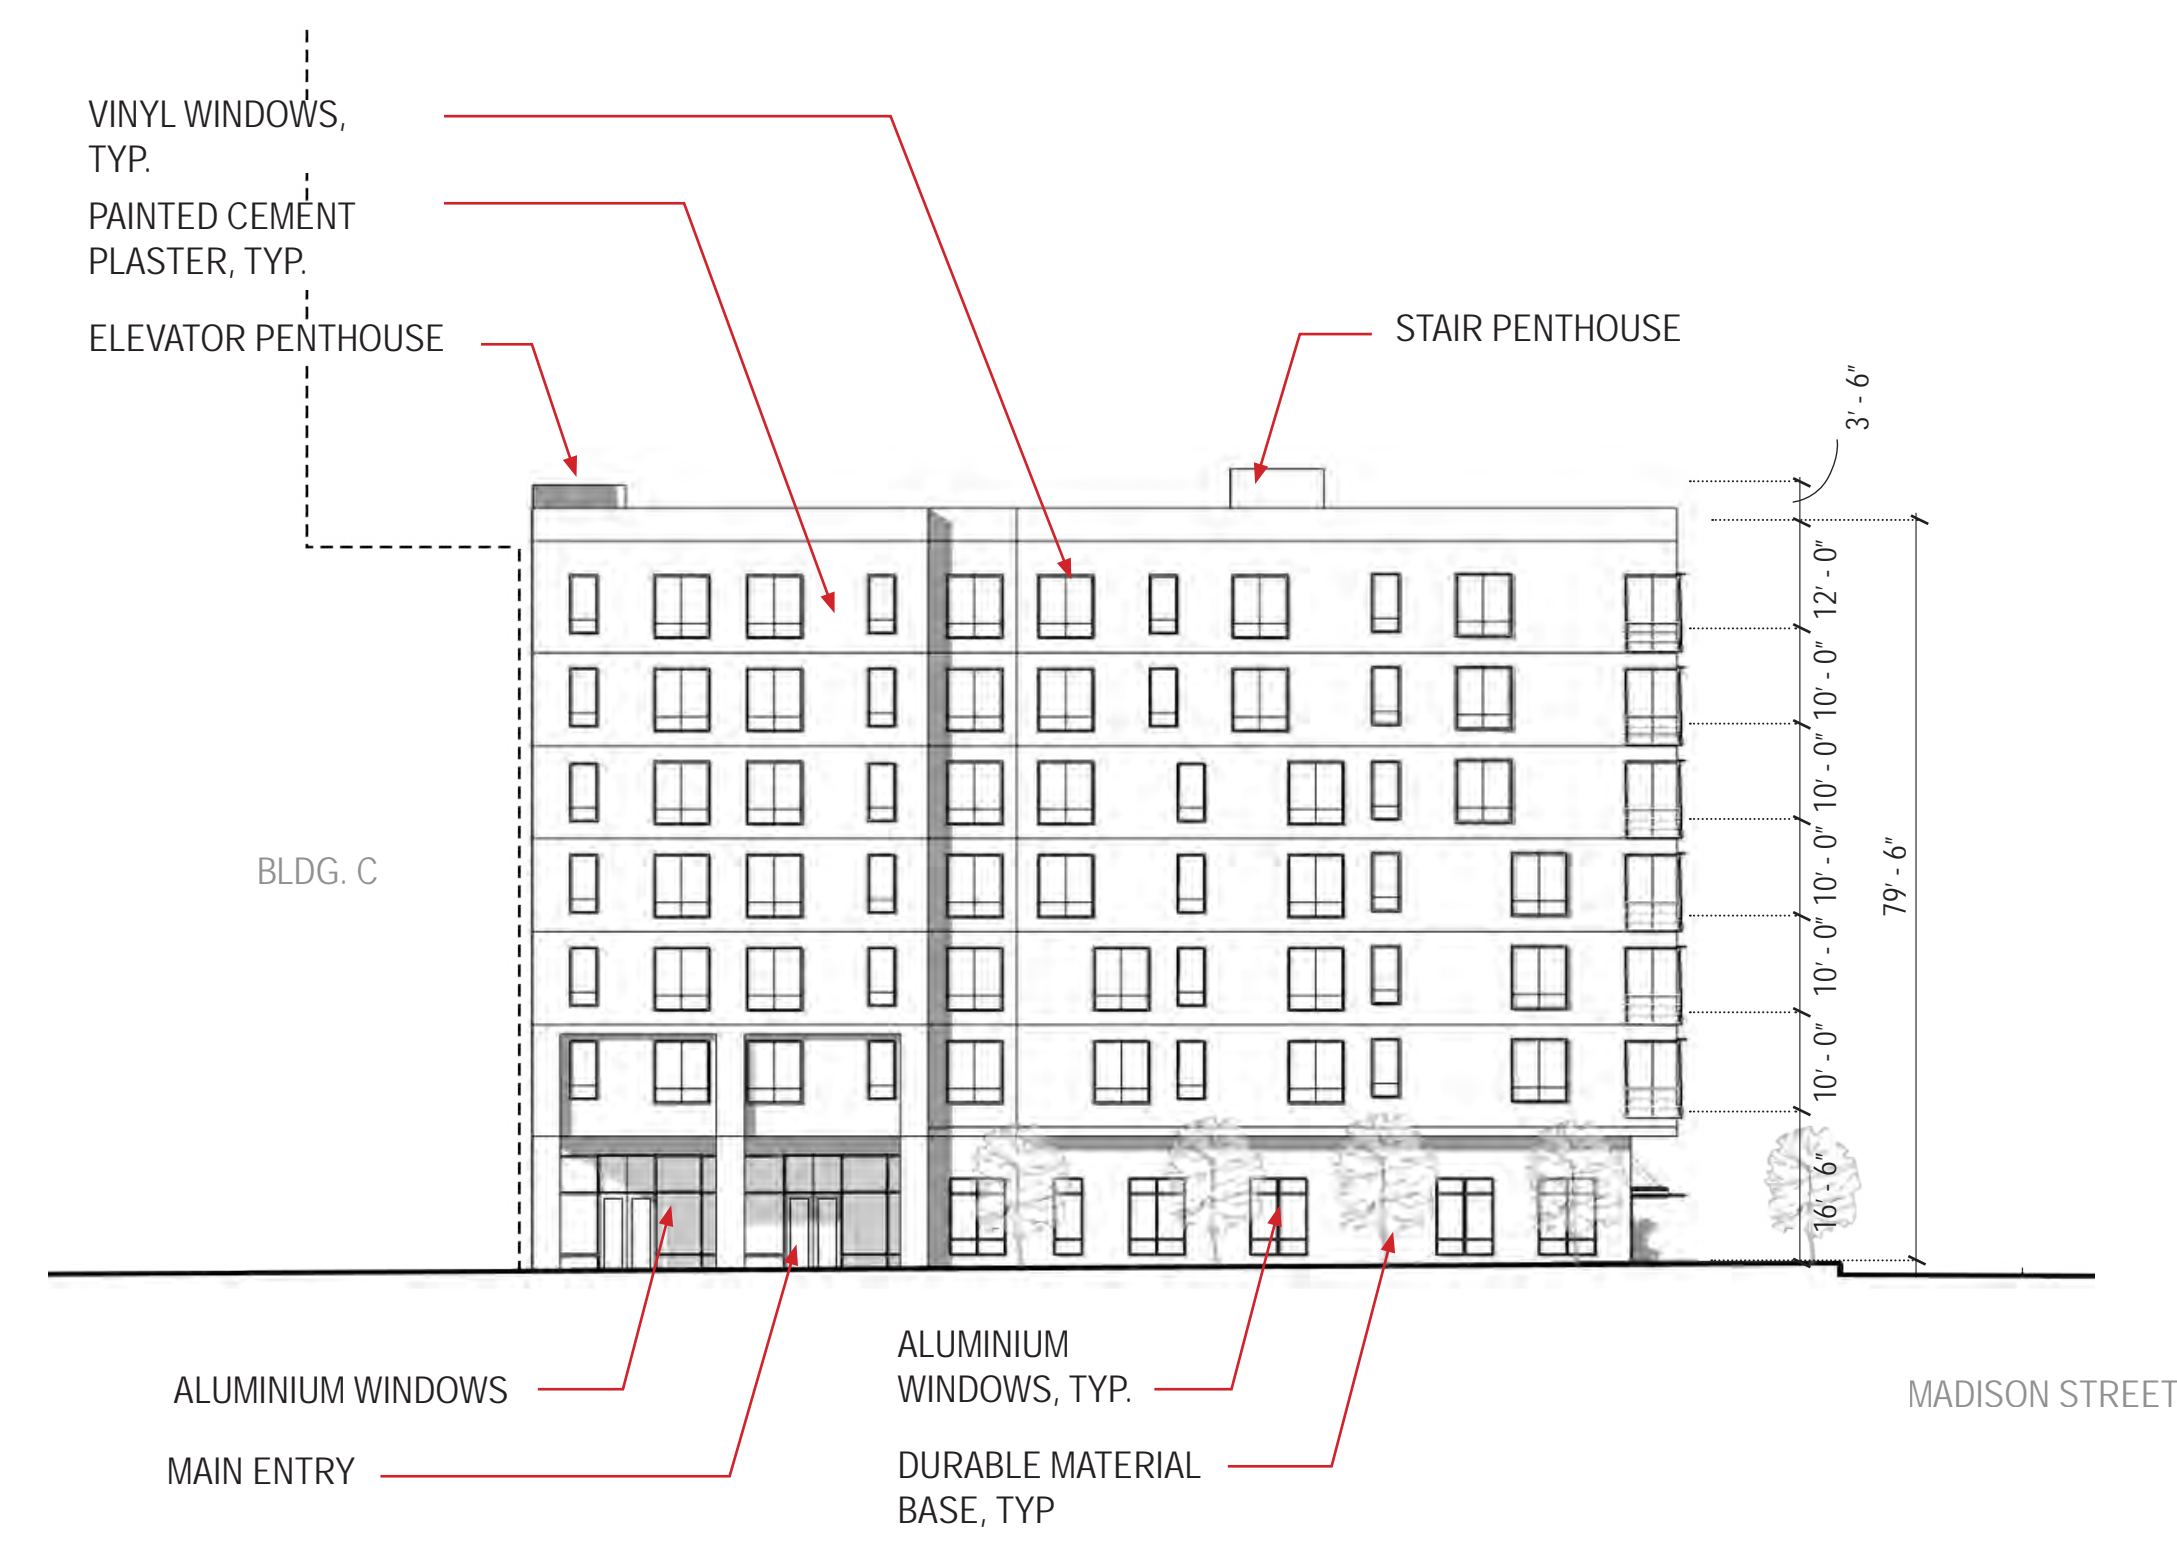 VINYL WINDOWS,
TYP.
PAINTED CEMENT
PLASTER, TYP.
ELEVATOR PENTHOUSE
STAIR PENTHOUSE
3' - 6"
12' - 0"
10' - 0"
10' - 0"
10' - 0"
10' - 0"
10' - 0"
16' - 6"
79' - 6"
BLDG. C
ALUMINIUM WINDOWS
MAIN ENTRY
ALUMINIUM
WINDOWS, TYP.
DURABLE MATERIAL
BASE, TYP
MADISON STREET